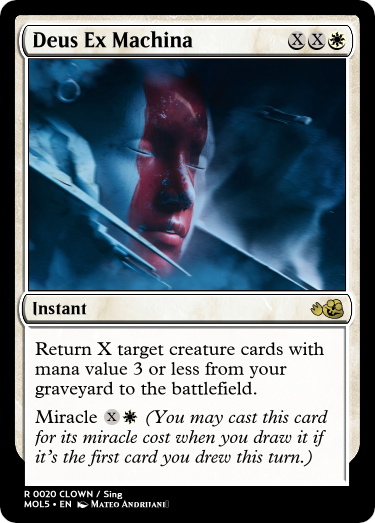 Deus Ex Machina XXW
Instant
Return X target creature cards with
mana value 3 or less from your
graveyard to the battlefield.
Miracle X (You may cast this card
for its miracle cost when you draw it if
it's the first card you drew this turn.)
R 0020 CLOWN / Sing
MOL5 • EN Mateo Andrijani